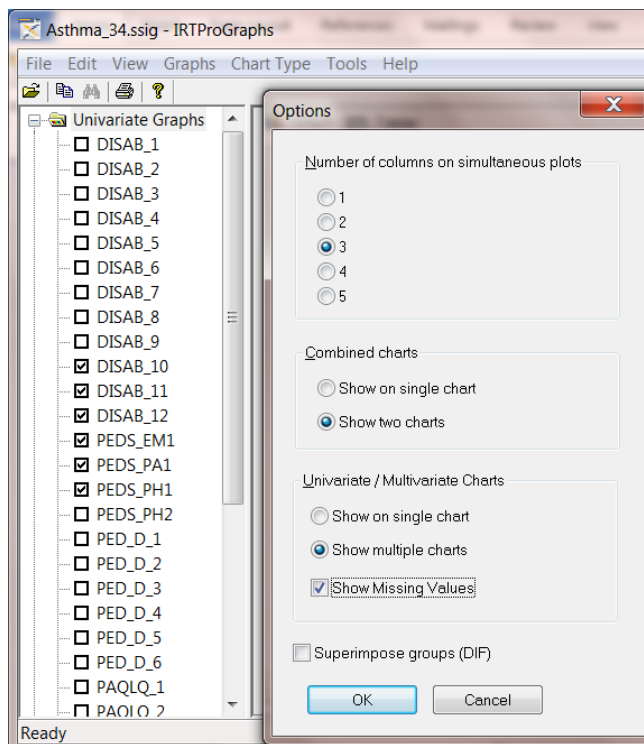 Asthma_34.ssig - IRTProGraphs
File Edit View Graphs Chart Type Tools Help
Univariate Graphs
DISAB_1
DISAB_2
DISAB_3
DISAB_4
DISAB_5
DISAB_6
DISAB_7
DISAB_8
DISAB_9
DISAB_10
DISAB_11
DISAB_12
PEDS_EM1
PEDS_PA1
PEDS_PH1
PEDS_PH2
PED_D_1
PED_D_2
PED_D_3
PED_D_4
PED_D_5
PED_D_6
PAQLQ_1
PAQLQ_2
Ready
Options
Number of columns on simultaneous plots
1
2
3
4
5
Combined charts
Show on single chart
Show two charts
Univariate / Multivariate Charts
Show on single chart
Show multiple charts
Show Missing Values
Superimpose groups (DIF)
OK Cancel